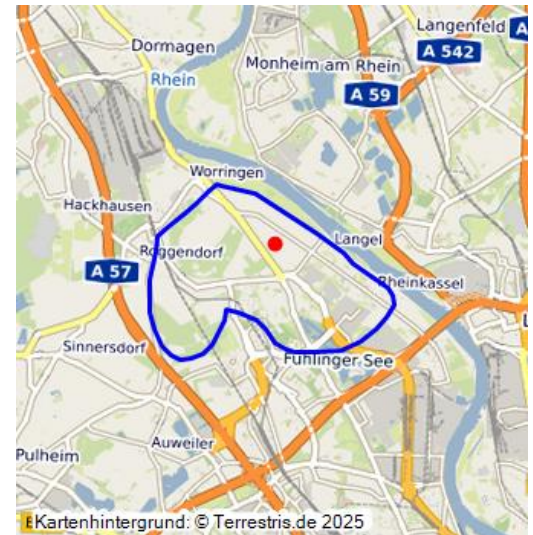 Langenfeld A
Dormagen
A 542
Monheim am Rhein
Rhein
A 59
Worringen
Hackhausen
Langel
Roggendorf
A 57
Rheinkassel
Sinnersdorf
Fühlinger See
Auweiler
Pulheim
Kartenhintergrund: © Terrestris.de 2025